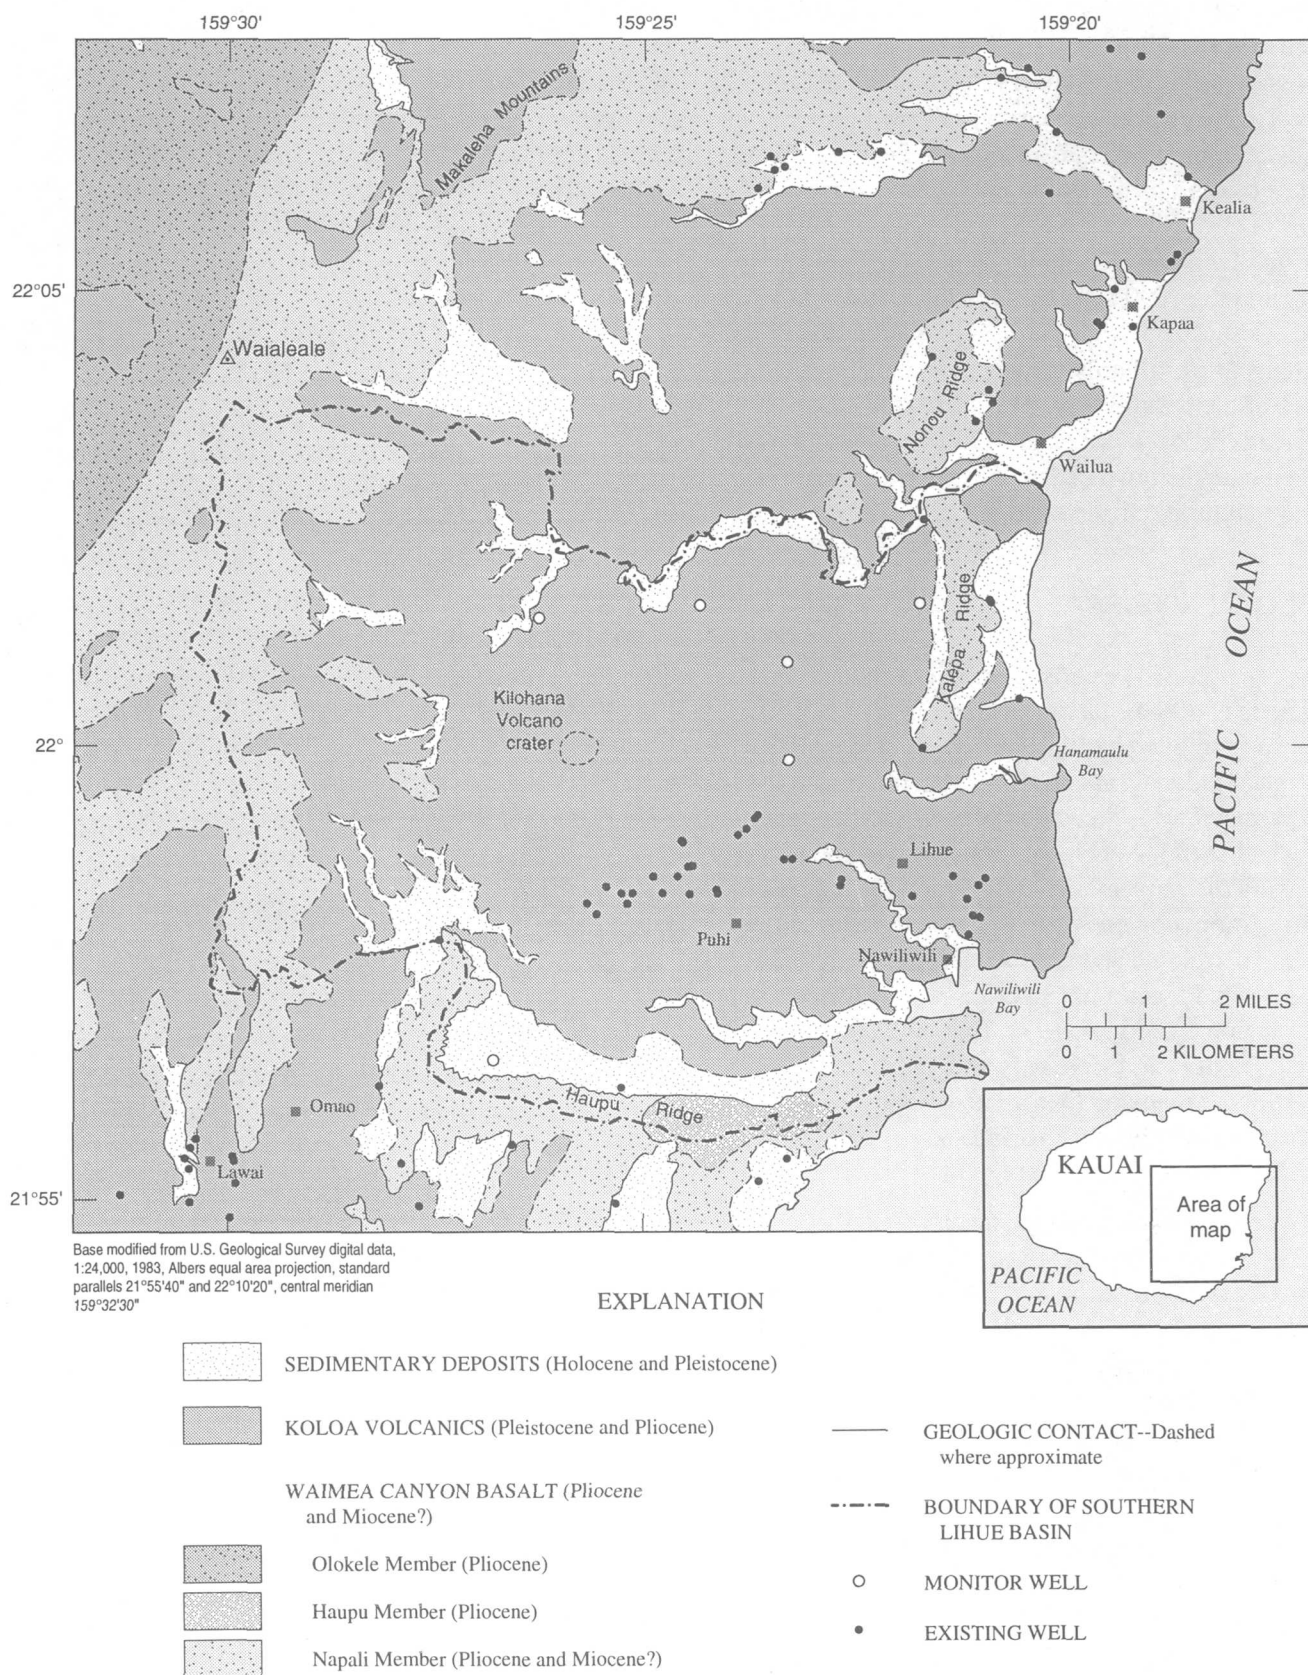 159°30'
159°25'
159°20'
Makaleha Mountains
Kealia
22°05'
Kapaa
Waialeale
Nonou Ridge
Wailua
PACIFIC OCEAN
Kalepa Ridge
Kilohana
Volcano
crater
22°
Hanamaulu
Bay
Lihue
Puhi
Nawiliwili
Nawiliwili
Bay
0 1 2 MILES
0 1 2 KILOMETERS
Haupu Ridge
Omao
Lawai
21°55'
KAUAI
Area of
map
PACIFIC
OCEAN
Base modified from U.S. Geological Survey digital data,
1:24,000, 1983, Albers equal area projection, standard
parallels 21°55'40" and 22°10'20", central meridian
159°32'30"
EXPLANATION
SEDIMENTARY DEPOSITS (Holocene and Pleistocene)
KOLOA VOLCANICS (Pleistocene and Pliocene)
WAIMEA CANYON BASALT (Pliocene
and Miocene?)
Olokele Member (Pliocene)
Haupu Member (Pliocene)
Napali Member (Pliocene and Miocene?)
GEOLOGIC CONTACT--Dashed
where approximate
BOUNDARY OF SOUTHERN
LIHUE BASIN
MONITOR WELL
EXISTING WELL